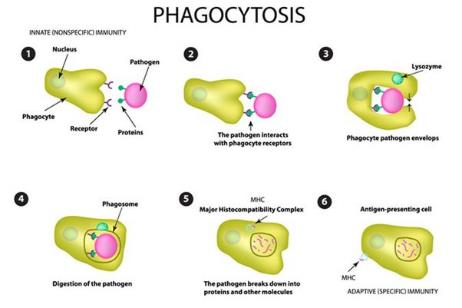 PHAGOCYTOSIS
INNATE (NONSPECIFIC) IMMUNITY
1
Nucleus
Pathogen
Phagocyte
Receptor
Proteins
2
The pathogen interacts
with phagocyte receptors
3
Lysozyme
Phagocyte pathogen envelops
4
Phagosome
Digestion of the pathogen
5
MHC
Major Histocompatibility Complex
The pathogen breaks down into
proteins and other molecules
6
Antigen-presenting cell
MHC
ADAPTIVE (SPECIFIC) IMMUNITY